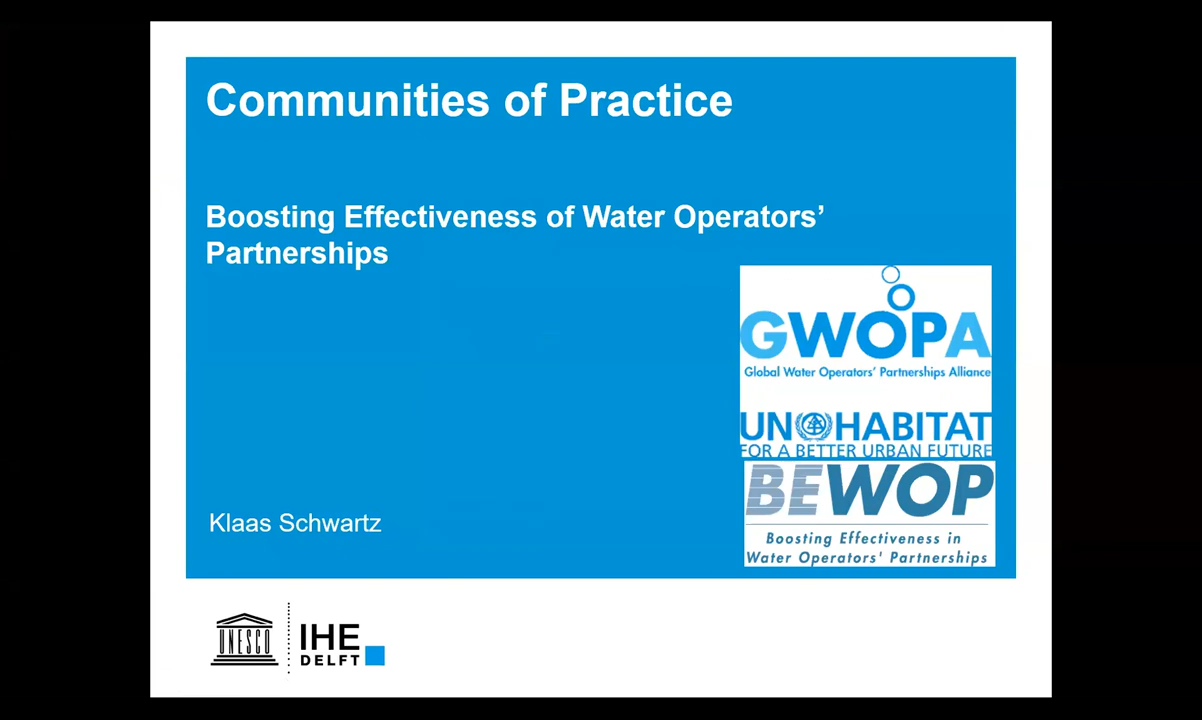 Communities of Practice
Boosting Effectiveness of Water Operators’
Partnerships
GWOPA
Global Water Operators' Partnerships Alliance
UN HABITAT
FOR A BETTER URBAN FUTURE
BEWOP
Boosting Effectiveness in
Water Operators' Partnerships
Klaas Schwartz
UNESCO
IHE
DELFT